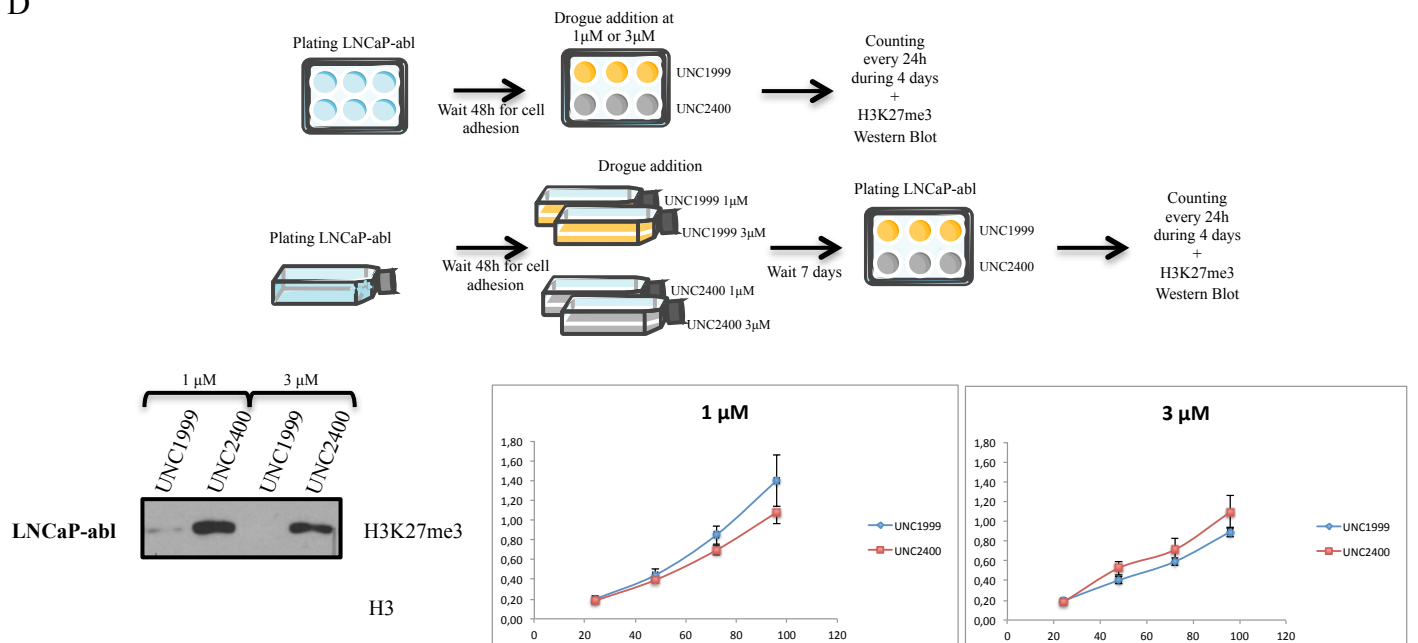 D
Plating LNCaP-abl
Wait 48h for cell
adhesion
Drogue addition at
1μM or 3μM
UNC1999
UNC2400
Counting
every 24h
during 4 days
+
H3K27me3
Western Blot
Plating LNCaP-abl
Wait 48h for cell
adhesion
Drogue addition
UNC1999 1μM
UNC1999 3μM
UNC2400 1μM
UNC2400 3μM
Wait 7 days
Plating LNCaP-abl
UNC1999
UNC2400
Counting
every 24h
during 4 days
+
H3K27me3
Western Blot
1 μM
3 μM
UNC1999
UNC2400
UNC1999
UNC2400
LNCaP-abl
H3K27me3
H3
1 μM
1,80
1,60
1,40
1,20
1,00
0,80
0,60
0,40
0,20
0,00
0 20 40 60 80 100 120
UNC1999
UNC2400
3 μM
1,80
1,60
1,40
1,20
1,00
0,80
0,60
0,40
0,20
0,00
0 20 40 60 80 100 120
UNC1999
UNC2400